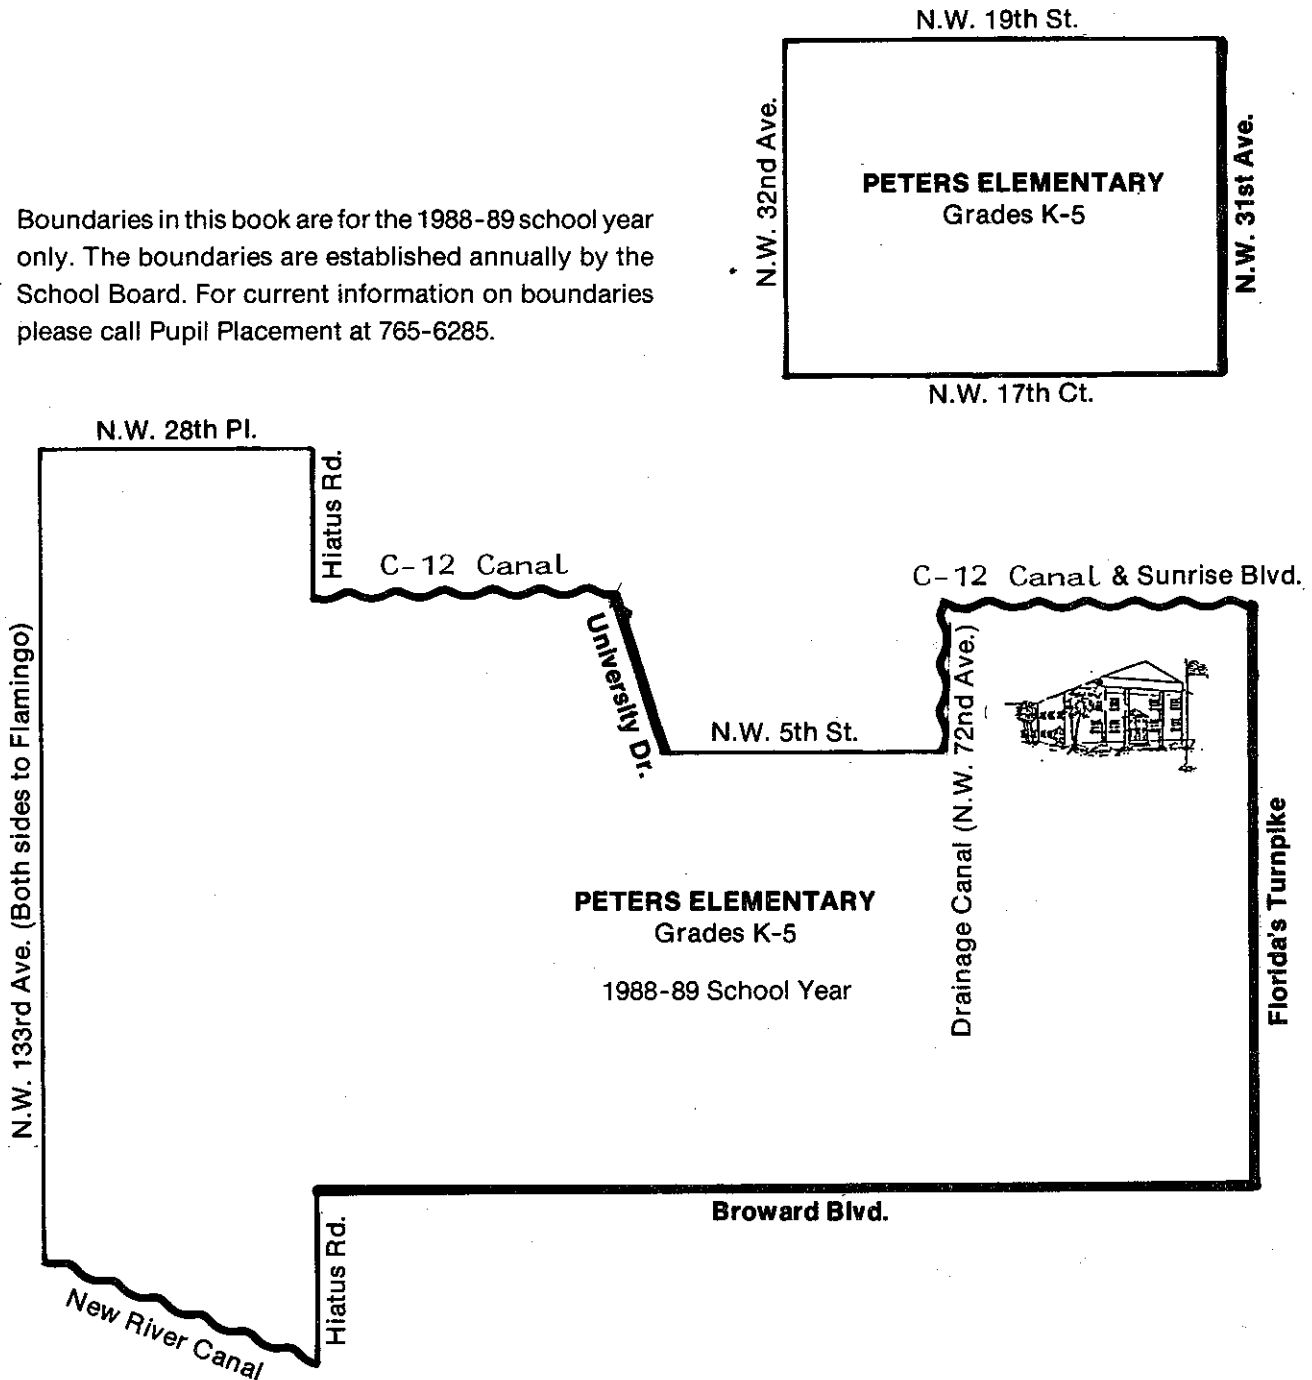 N.W. 19th St.
N.W. 32nd Ave.
PETERS ELEMENTARY
Grades K-5
N.W. 31st Ave.
N.W. 17th Ct.
Boundaries in this book are for the 1988-89 school year
only. The boundaries are established annually by the
School Board. For current information on boundaries
please call Pupil Placement at 765-6285.
N.W. 28th Pl.
Hiatus Rd.
C-12 Canal
University Dr.
N.W. 5th St.
C-12 Canal & Sunrise Blvd.
Drainage Canal (N.W. 72nd Ave.)
Florida's Turnpike
N.W. 133rd Ave. (Both sides to Flamingo)
PETERS ELEMENTARY
Grades K-5
1988-89 School Year
Broward Blvd.
Hiatus Rd.
New River Canal